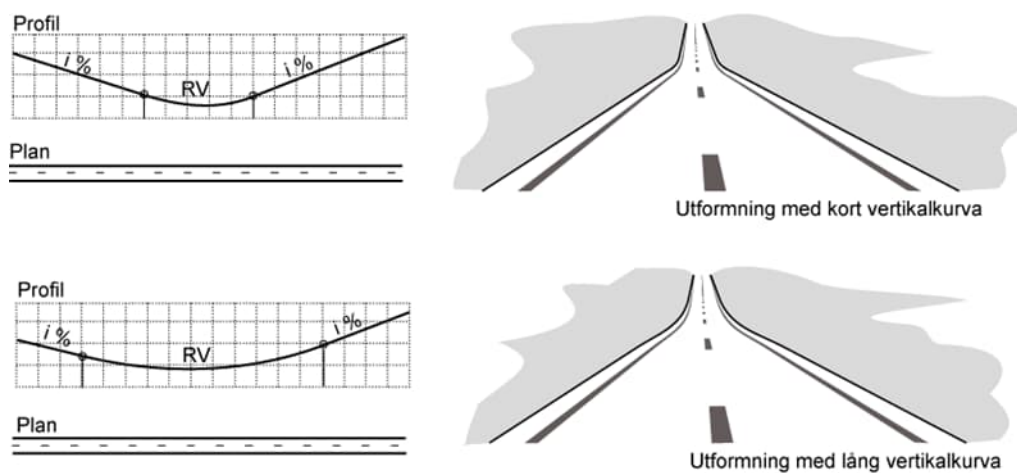 Profil
i %
RV
i %
Plan
Utformning med kort vertikalkurva
Profil
i %
RV
i %
Plan
Utformning med lång vertikalkurva